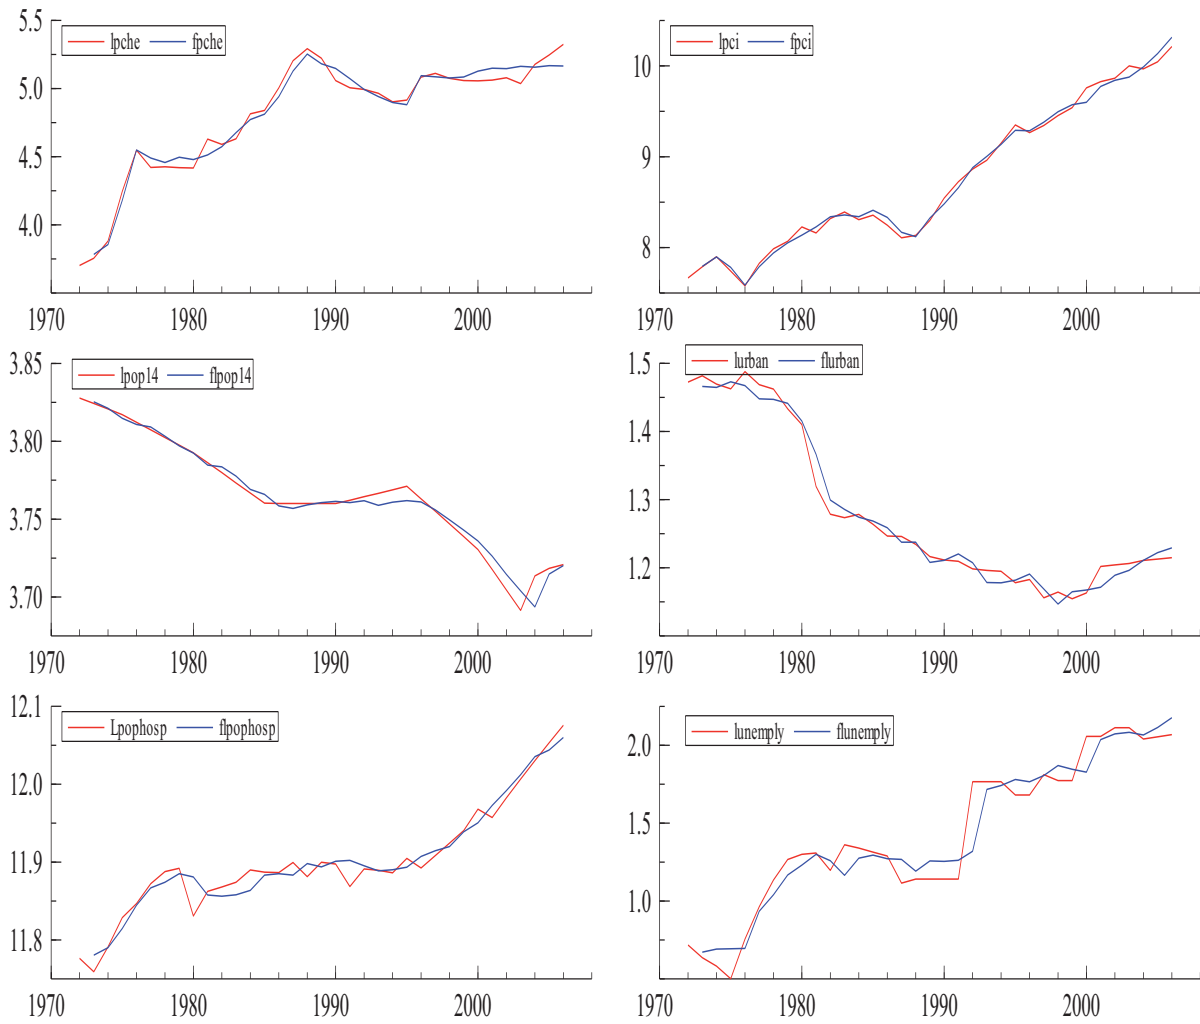 5.5
lpche fpche
5.0
4.5
4.0
1970 1980 1990 2000
lpci fpci
10
9
8
1970 1980 1990 2000
3.85
lpop14 flpop14
3.80
3.75
3.70
1970 1980 1990 2000
1.5
lurban flurban
1.4
1.3
1.2
1970 1980 1990 2000
12.1
Lpophosp flpophosp
12.0
11.9
11.8
1970 1980 1990 2000
lunemply flunemply
2.0
1.5
1.0
1970 1980 1990 2000